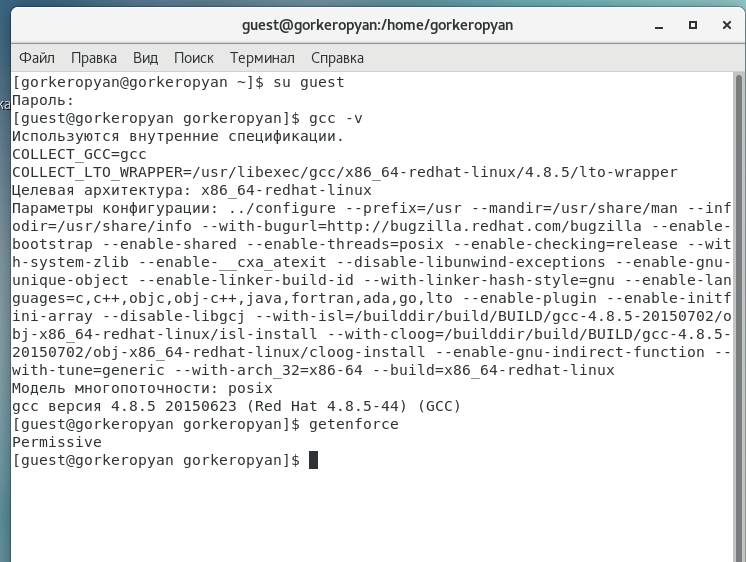 guest@gorkeropyan:/home/gorkeropyan
Файл Правка Вид Поиск Терминал Справка
[gorkeropyan@gorkeropyan ~]$ su guest
Пароль:
[guest@gorkeropyan gorkeropyan]$ gcc -v
Используются внутренние спецификации.
COLLECT_GCC=gcc
COLLECT_LTO_WRAPPER=/usr/libexec/gcc/x86_64-redhat-linux/4.8.5/lto-wrapper
Целевая архитектура: x86_64-redhat-linux
Параметры конфигурации: ../configure --prefix=/usr --mandir=/usr/share/man --inf
odir=/usr/share/info --with-bugurl=http://bugzilla.redhat.com/bugzilla --enable-
bootstrap --enable-shared --enable-threads=posix --enable-checking=release --wit
h-system-zlib --enable-__cxa_atexit --disable-libunwind-exceptions --enable-gnu-
unique-object --enable-linker-build-id --with-linker-hash-style=gnu --enable-lan
guages=c,c++,objc,obj-c++,java,fortran,ada,go,lto --enable-plugin --enable-initf
ini-array --disable-libgcj --with-isl=/builddir/build/BUILD/gcc-4.8.5-20150702/o
bj-x86_64-redhat-linux/isl-install --with-cloog=/builddir/build/BUILD/gcc-4.8.5-
20150702/obj-x86_64-redhat-linux/cloog-install --enable-gnu-indirect-function --
with-tune=generic --with-arch_32=x86-64 --build=x86_64-redhat-linux
Модель многопоточности: posix
gcc версия 4.8.5 20150623 (Red Hat 4.8.5-44) (GCC)
[guest@gorkeropyan gorkeropyan]$ getenforce
Permissive
[guest@gorkeropyan gorkeropyan]$